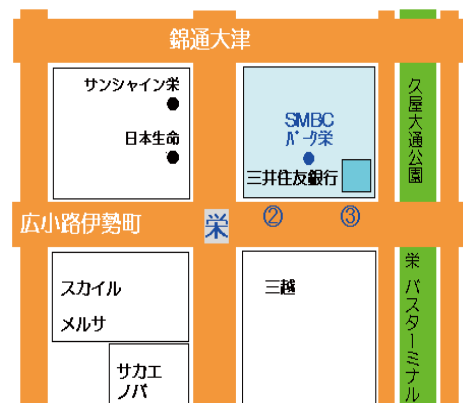 錦通大津
サンシャイン栄
日本生命
SMBC
パーク栄
三井住友銀行
久屋大通公園
広小路伊勢町
栄
②
③
スカイル
メルサ
三越
栄バスターミナル
サカエ
ノバ